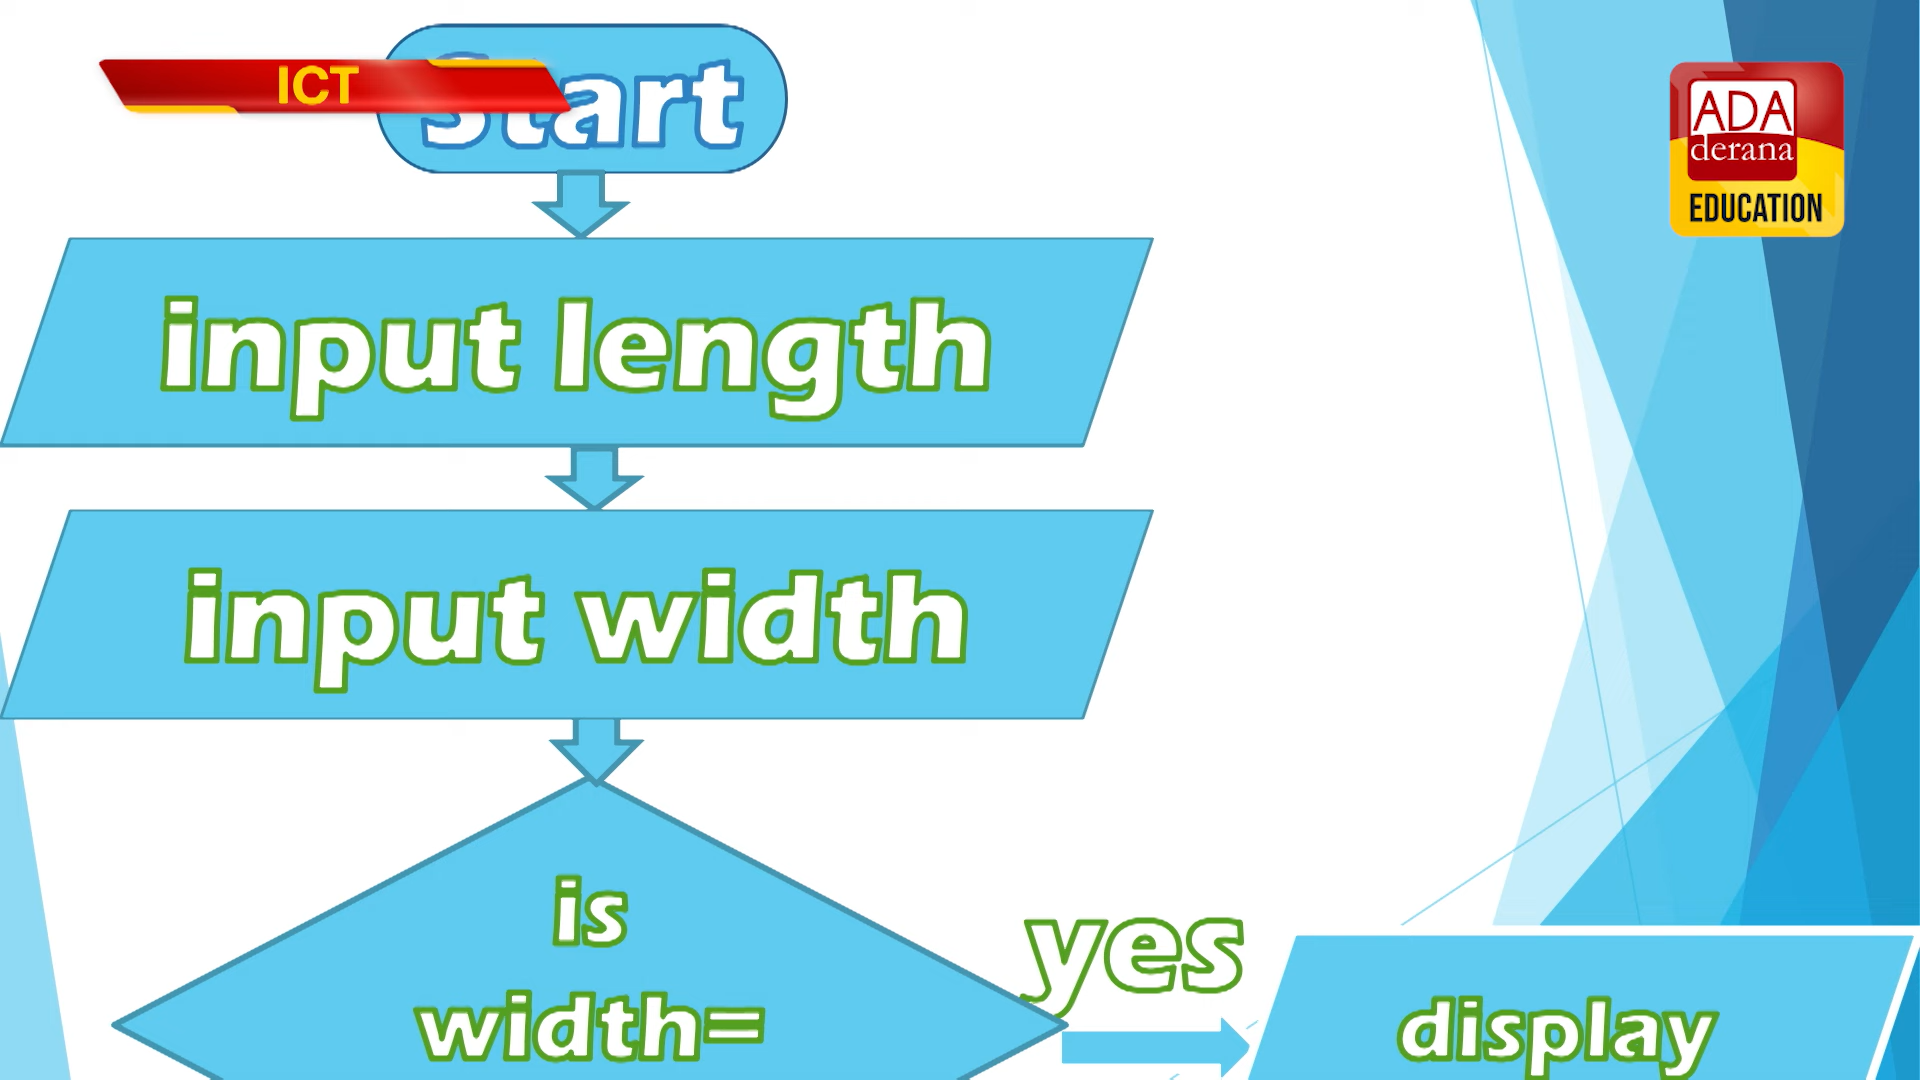 Start
ICT
ADA
derana
EDUCATION
input length
input width
is
width=
yes
display